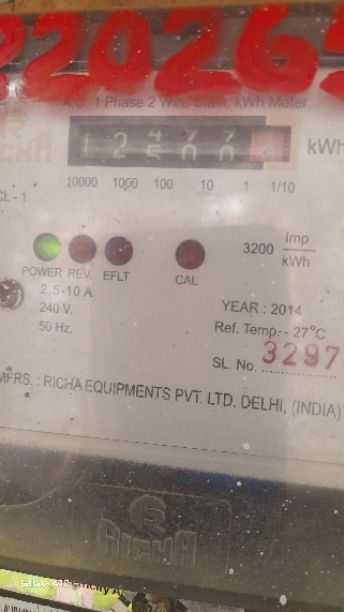 220265
A.C. 1 Phase 2 Wire Static kWh Meter
RICHA
kWh
10000 1000 100 10 1 1/10
CL - 1
3200 Imp/kWh
POWER REV. EFLT CAL
2.5-10 A
240 V.
50 Hz.
YEAR : 2014
Ref. Temp.- 27°C
SL. No. 3297
MFRS. : RICHA EQUIPMENTS PVT. LTD. DELHI, (INDIA)
RICHA